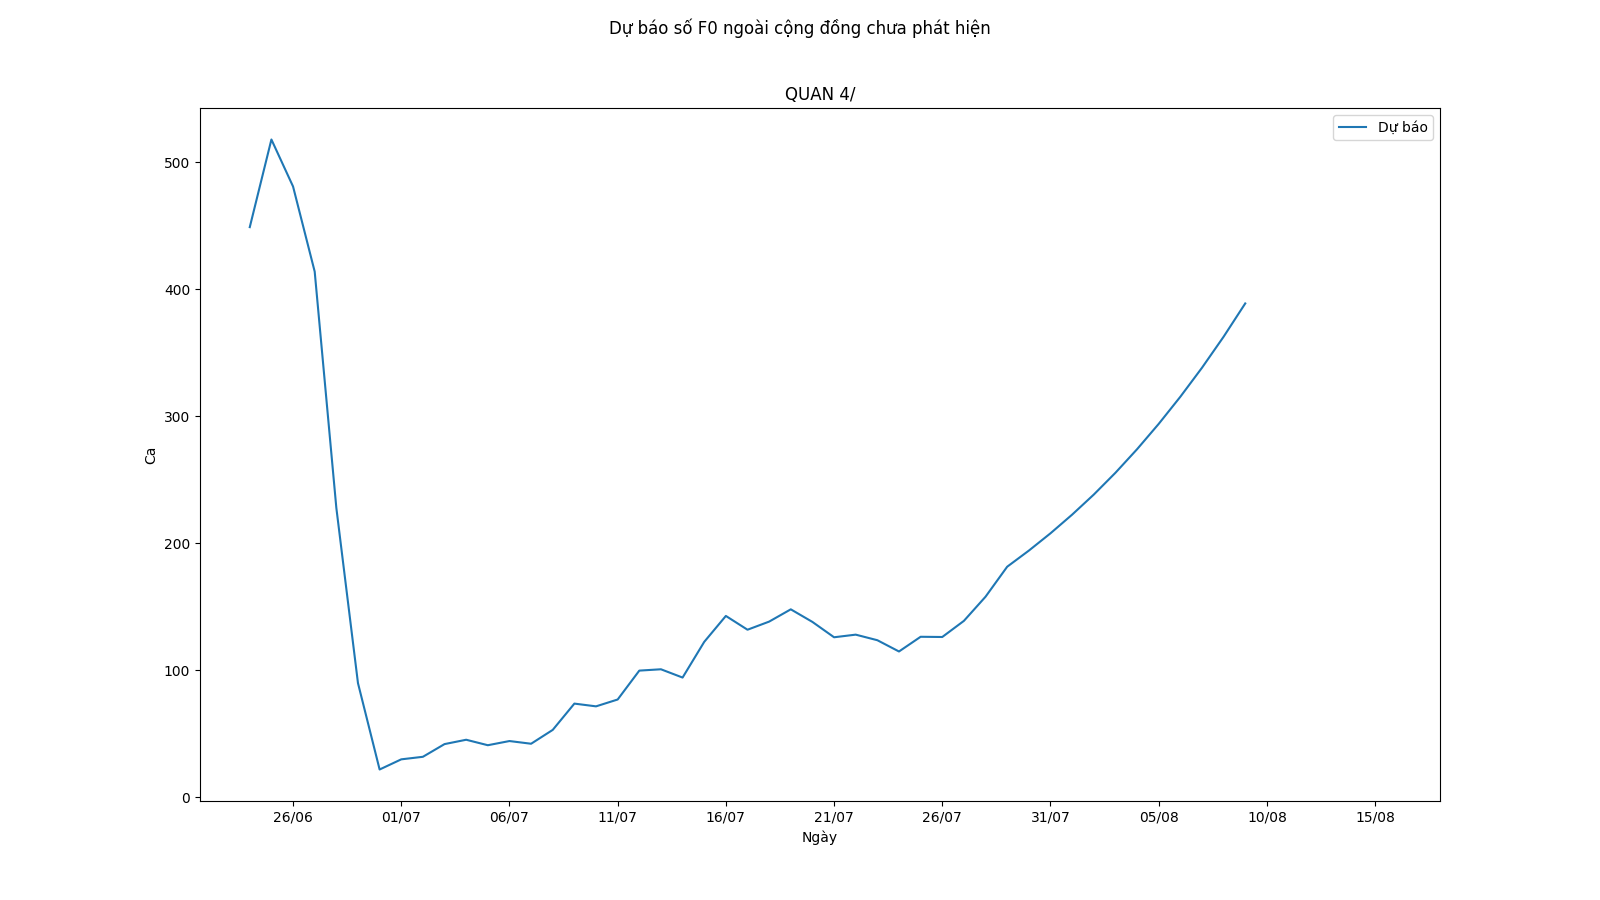 Dự báo số F0 ngoài cộng đồng chưa phát hiện
QUAN 4/
Dự báo
500
400
300
200
100
0
Ca
26/06 01/07 06/07 11/07 16/07 21/07 26/07 31/07 05/08 10/08 15/08
Ngày